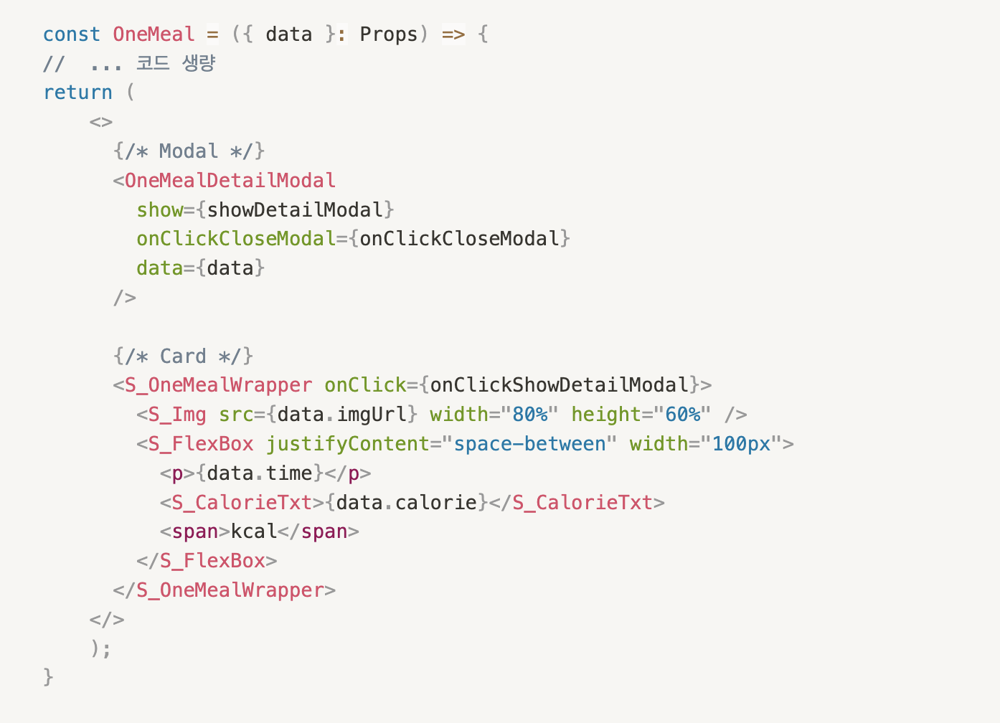 const OneMeal = ({ data }: Props) => {
//  ... 코드 생략
return (
    <>
      {/* Modal */}
      <OneMealDetailModal
        show={showDetailModal}
        onClickCloseModal={onClickCloseModal}
        data={data}
      />

      {/* Card */}
      <S_OneMealWrapper onClick={onClickShowDetailModal}>
        <S_Img src={data.imgUrl} width="80%" height="60%" />
        <S_FlexBox justifyContent="space-between" width="100px">
          <p>{data.time}</p>
          <S_CalorieTxt>{data.calorie}</S_CalorieTxt>
          <span>kcal</span>
        </S_FlexBox>
      </S_OneMealWrapper>
    </>
    );
}